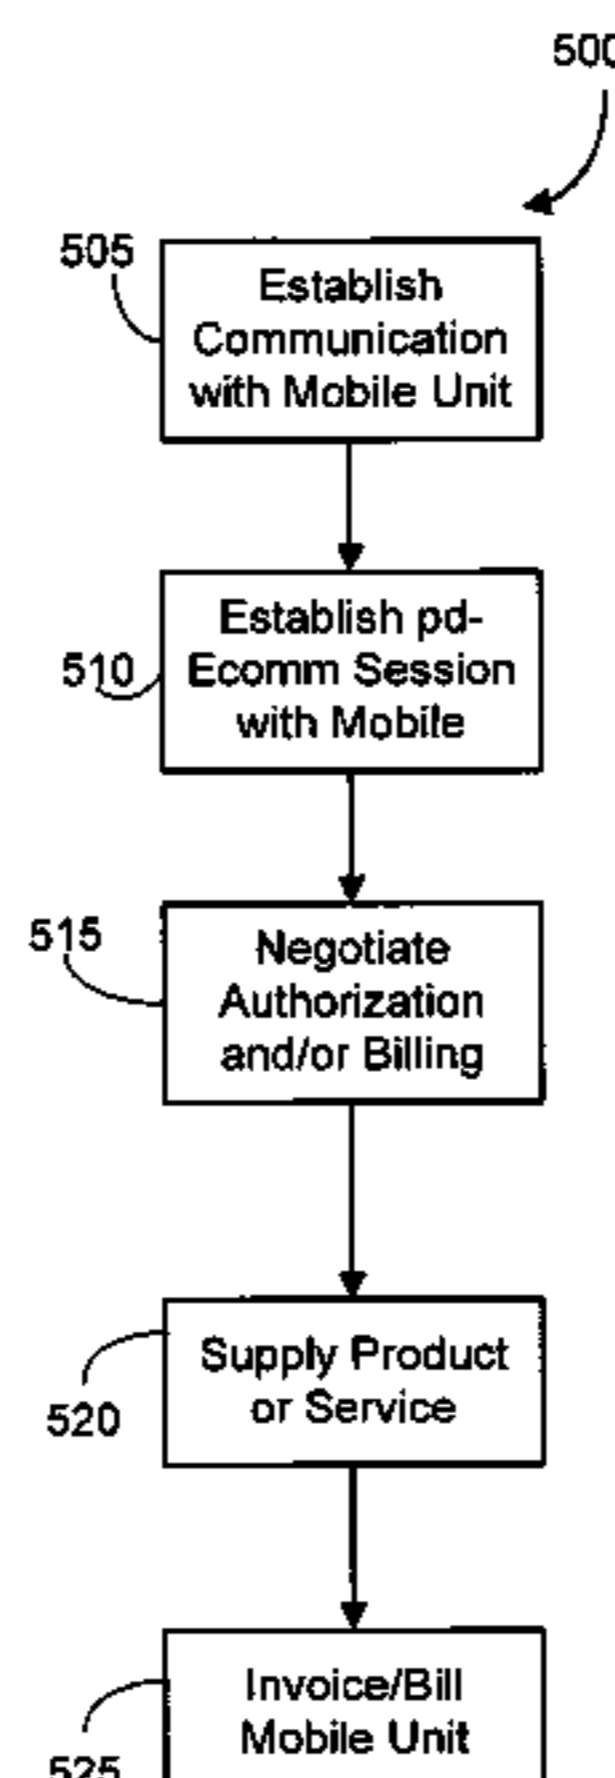 500
505
Establish
Communication
with Mobile Unit
510
Establish pd-
Ecomm Session
with Mobile
515
Negotiate
Authorization
and/or Billing
Supply Product
or Service
520
Invoice/Bill
Mobile Unit
525